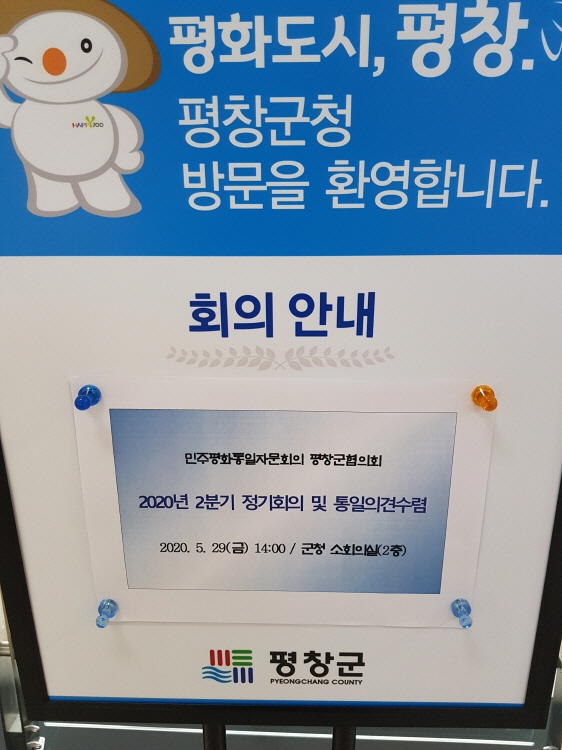 평화도시, 평창.
HAPPY700
평창군청
방문을 환영합니다.
회의 안내
민주평화통일자문회의 평창군협의회
2020년 2분기 정기회의 및 통일의견수렴
2020. 5. 29(금) 14:00 / 군청 소회의실(2층)
평창군
PYEONGCHANG COUNTY